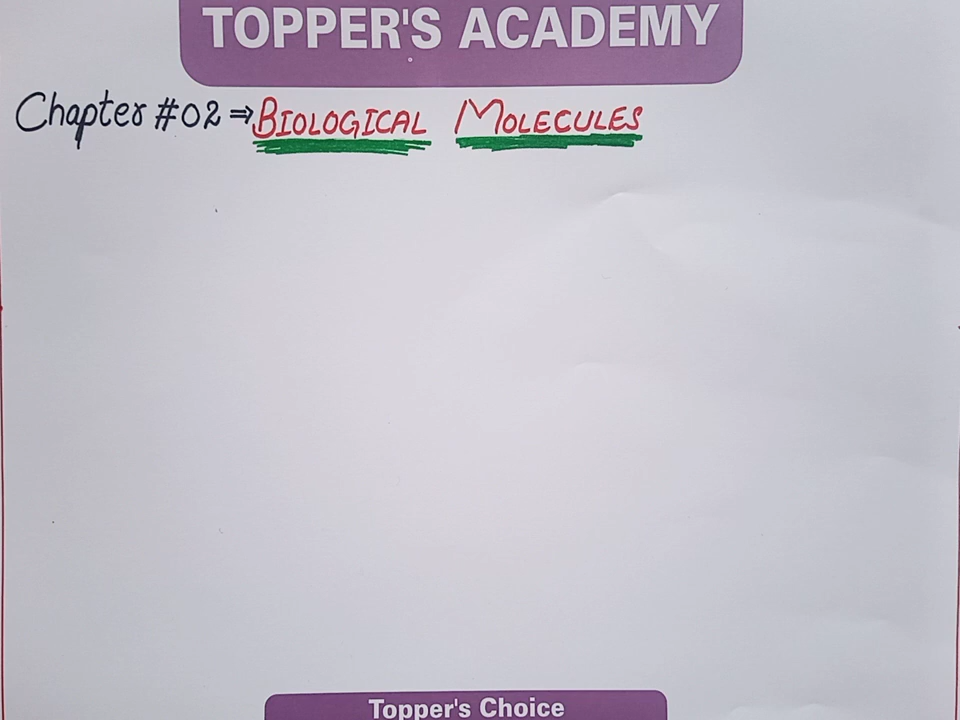 TOPPER'S ACADEMY
Chapter #02 ⇒ BIOLOGICAL MOLECULES
Topper's Choice